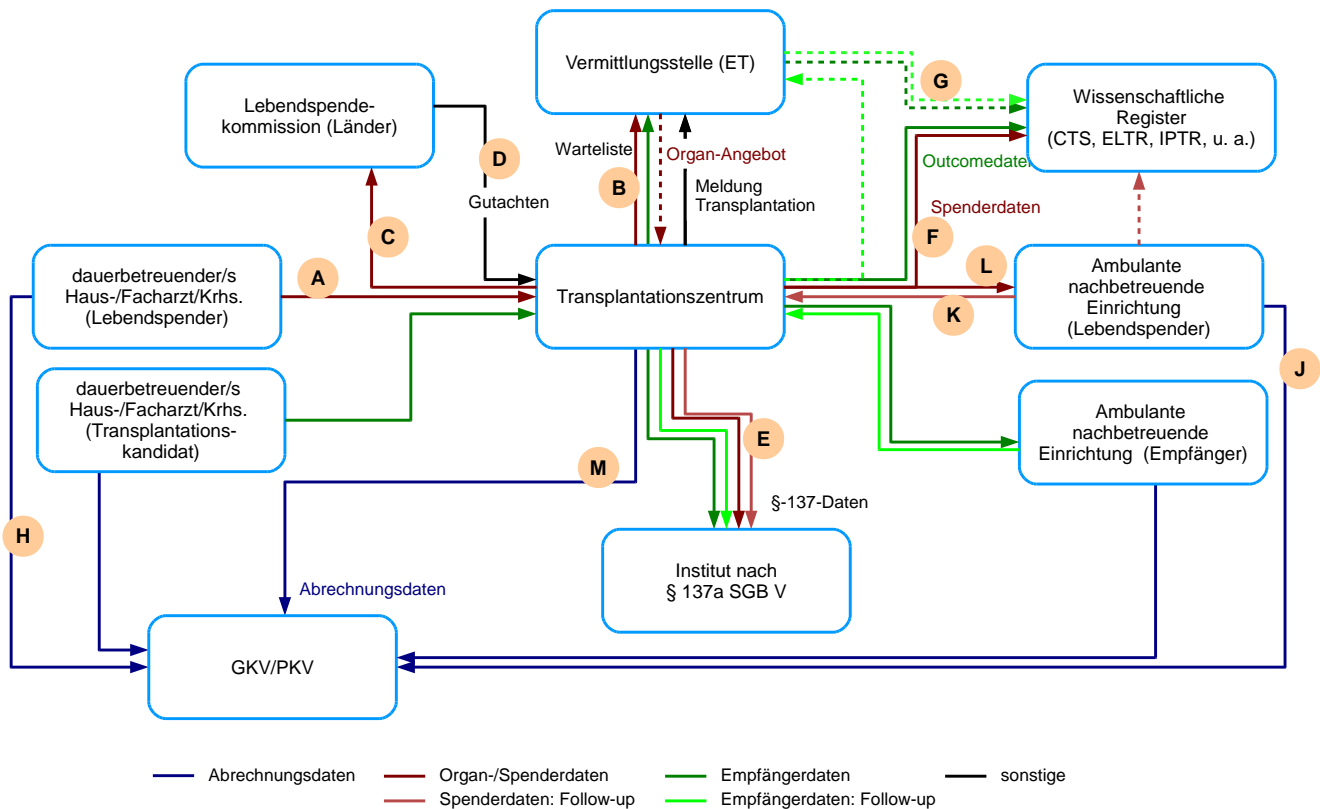 Vermittlungsstelle (ET)
G
Wissenschaftliche
Register
(CTS, ELTR, IPTR, u. a.)
Lebendspende-
kommission (Länder)
D
Gutachten
Warteliste
B
Organ-Angebot
Meldung
Transplantation
Outcomedaten
Spenderdaten
C
F
L
K
dauerbetreuender/s
Haus-/Facharzt/Krhs.
(Lebendspender)
A
Transplantationszentrum
Ambulante
nachbetreuende
Einrichtung
(Lebendspender)
J
dauerbetreuender/s
Haus-/Facharzt/Krhs.
(Transplantations-
kandidat)
Ambulante
nachbetreuende
Einrichtung (Empfänger)
E
M
§-137-Daten
H
Institut nach
§ 137a SGB V
Abrechnungsdaten
GKV/PKV
Abrechnungsdaten
Organ-/Spenderdaten
Empfängerdaten
sonstige
Spenderdaten: Follow-up
Empfängerdaten: Follow-up